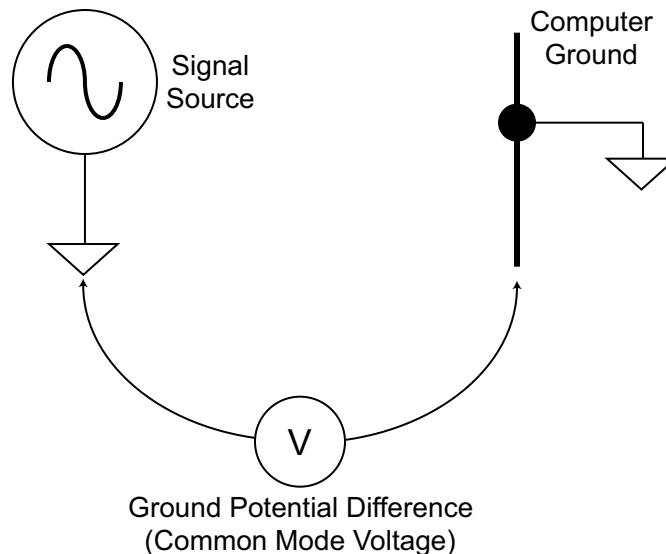 Signal
Source
Computer
Ground
V
Ground Potential Difference
(Common Mode Voltage)